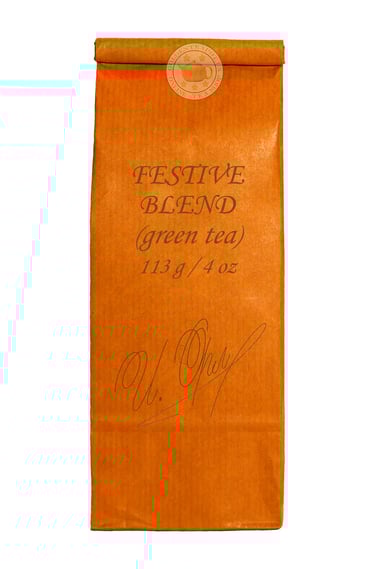 FESTIVE
BLEND
(green tea)
113 g / 4 oz